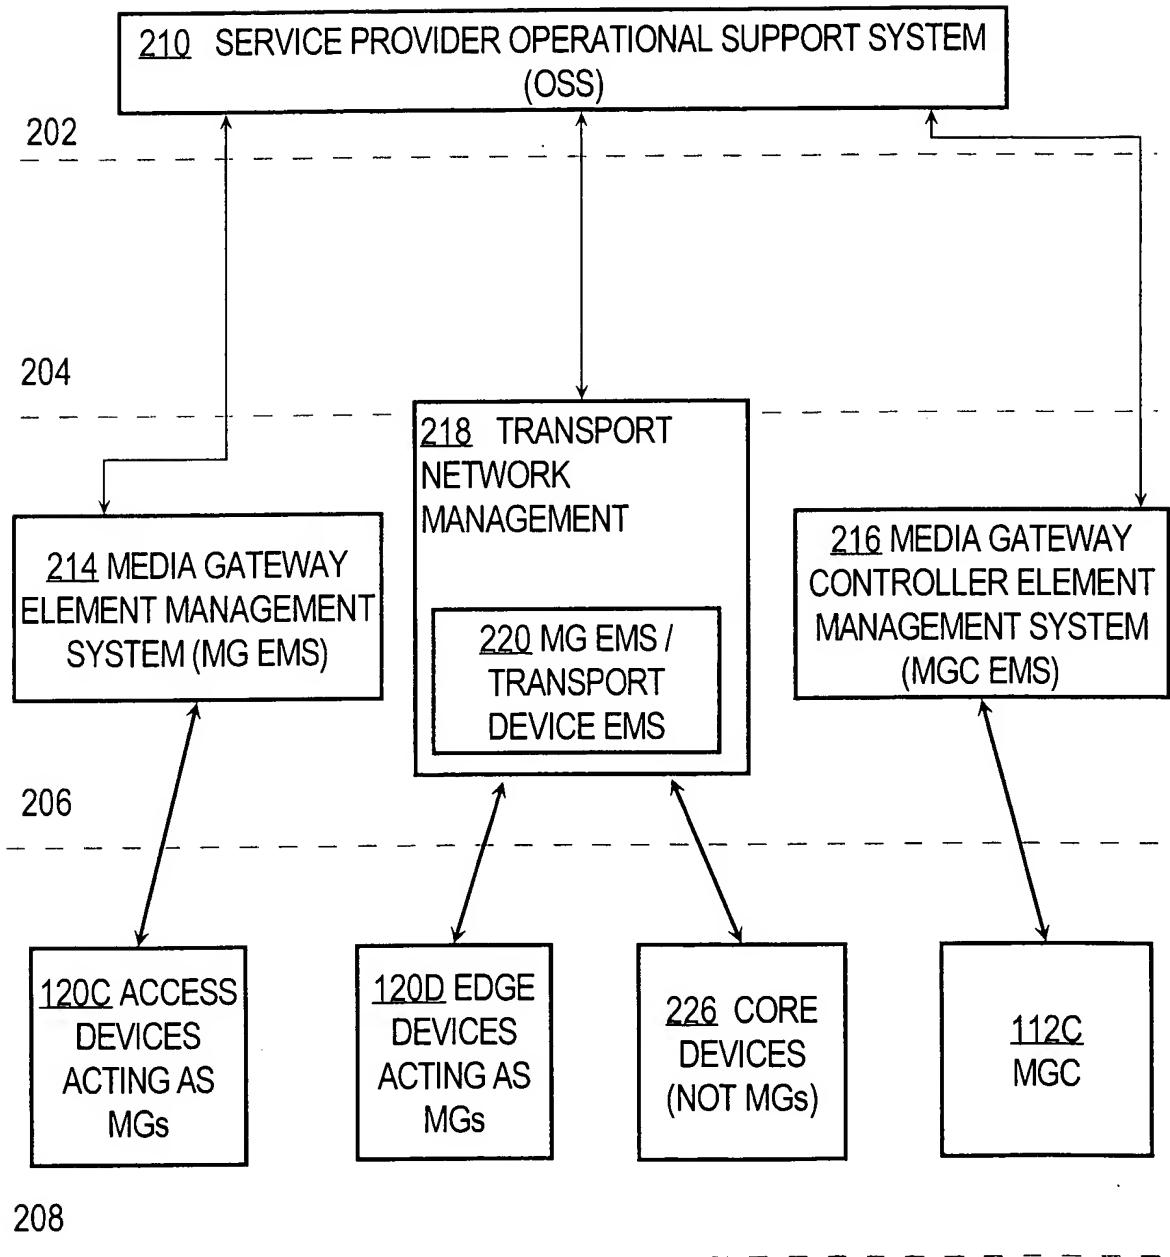 210 SERVICE PROVIDER OPERATIONAL SUPPORT SYSTEM
(OSS)
202
204
218 TRANSPORT
NETWORK
MANAGEMENT
214 MEDIA GATEWAY
ELEMENT MANAGEMENT
SYSTEM (MG EMS)
220 MG EMS /
TRANSPORT
DEVICE EMS
216 MEDIA GATEWAY
CONTROLLER ELEMENT
MANAGEMENT SYSTEM
(MGC EMS)
206
120C ACCESS
DEVICES
ACTING AS
MGs
120D EDGE
DEVICES
ACTING AS
MGs
226 CORE
DEVICES
(NOT MGs)
112C
MGC
208